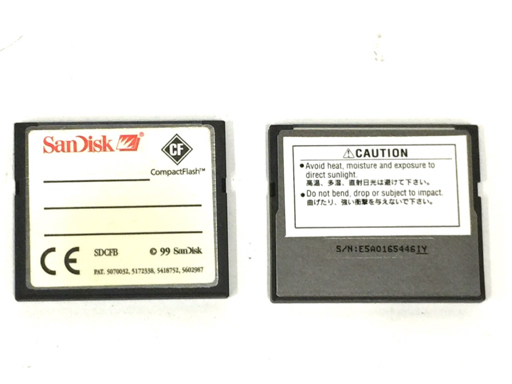 SanDisk®
CF
CompactFlash™
SDCFB
© 99 SanDisk
CE
PAT. 5070032, 5172338, 5418752, 5602987
⚠CAUTION
●Avoid heat, moisture and exposure to
direct sunlight.
高温、多湿、直射日光は避けて下さい。
●Do not bend, drop or subject to impact.
曲げたり、強い衝撃を与えないで下さい。
S/N:E5A0165446IY